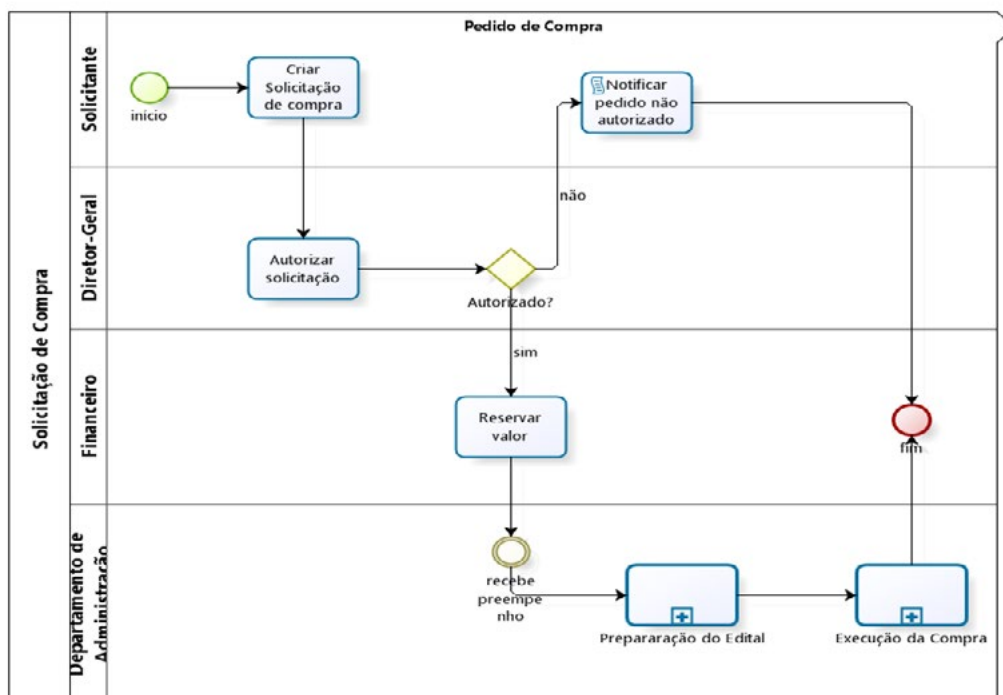 Pedido de Compra
Solicitação de Compra
Solicitante
início
Criar
Solicitação
de compra
Notificar
pedido não
autorizado
Diretor-Geral
Autorizar
solicitação
Autorizado?
não
sim
Financeiro
Reservar
valor
fim
Departamento de
Administração
recebe
preempe
nho
Prepararação do Edital
Execução da Compra